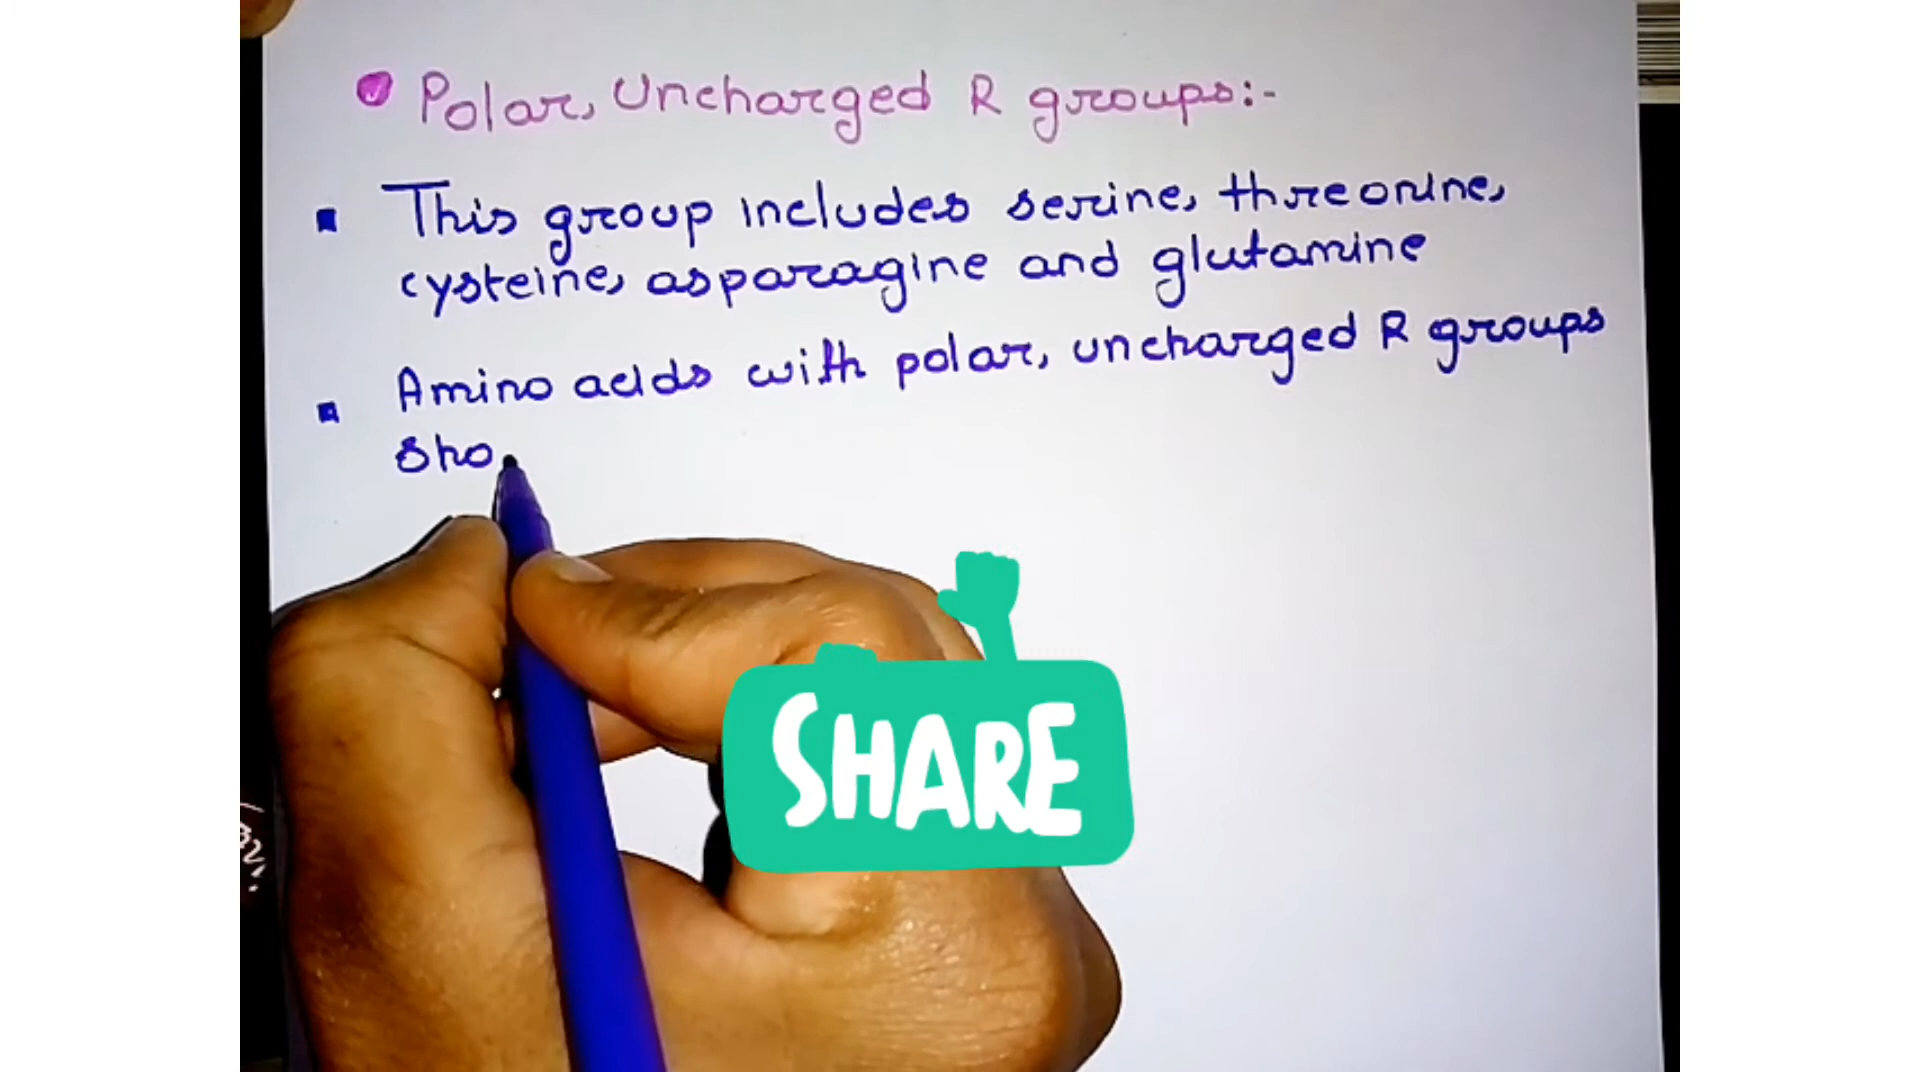 Polar, Uncharged R groups:-
This group includes serine, threonine,
cysteine, asparagine and glutamine
Amino acids with polar, uncharged R groups
sho
SHARE